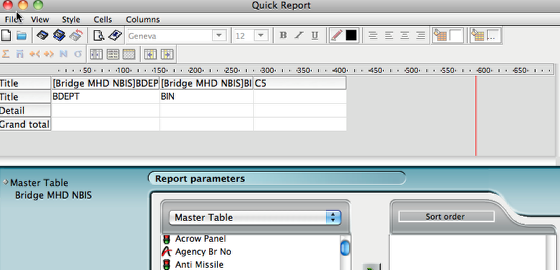 Quick Report
Files View Style Cells Columns
Geneva 12 B I U
50 100 150 200 250 300 350 400 450 500 550 600 650
Title [Bridge MHD NBIS]BDEP [Bridge MHD NBIS]BI C5
Title BDEPT BIN
Detail
Grand total
Master Table
Bridge MHD NBIS
Report parameters
Master Table
Sort order
Acrow Panel
Agency Br No
Anti Missile